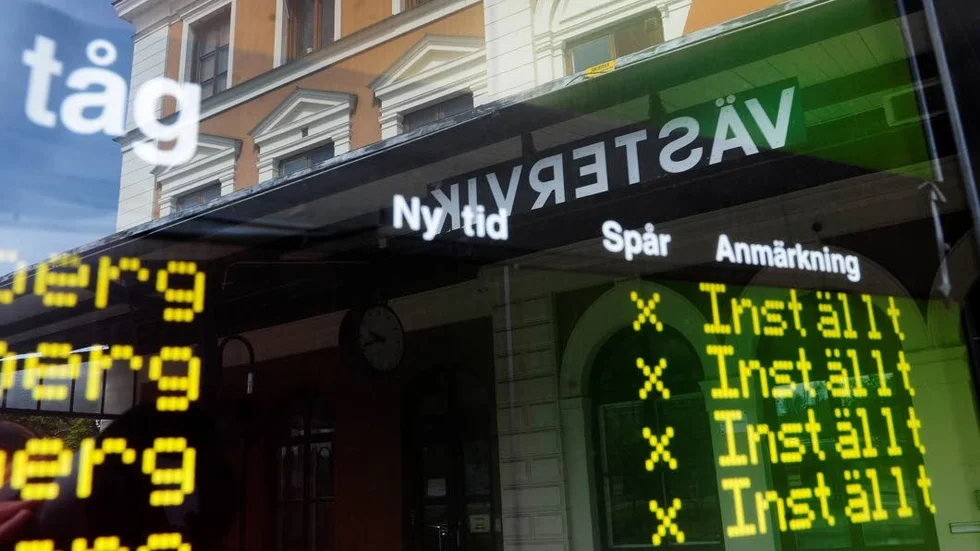 tåg
VÄSTERVIK
Ny tid Spår Anmärkning
berg X Inställt
berg X Inställt
berg X Inställt
X Inställt